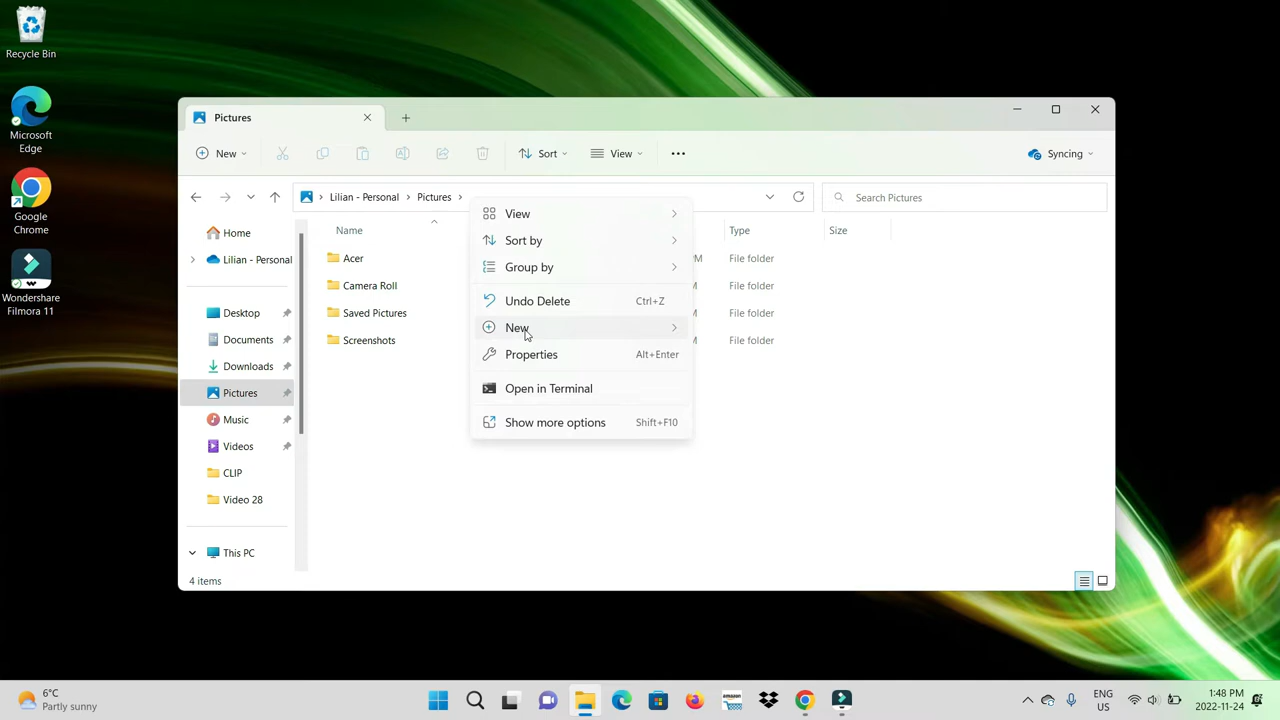 Recycle Bin
Microsoft
Edge
Google
Chrome
Wondershare
Filmora 11
Pictures
New
Sort
View
Syncing
Lilian - Personal
Pictures
Search Pictures
Home
Lilian - Personal
Desktop
Documents
Downloads
Pictures
Music
Videos
CLIP
Video 28
This PC
Name
Type
Size
Acer
M
File folder
Camera Roll
File folder
Saved Pictures
File folder
Screenshots
File folder
View
Sort by
Group by
Undo Delete Ctrl+Z
New
Properties Alt+Enter
Open in Terminal
Show more options Shift+F10
4 items
6°C
Partly sunny
amazon
ENG
US
1:48 PM
2022-11-24